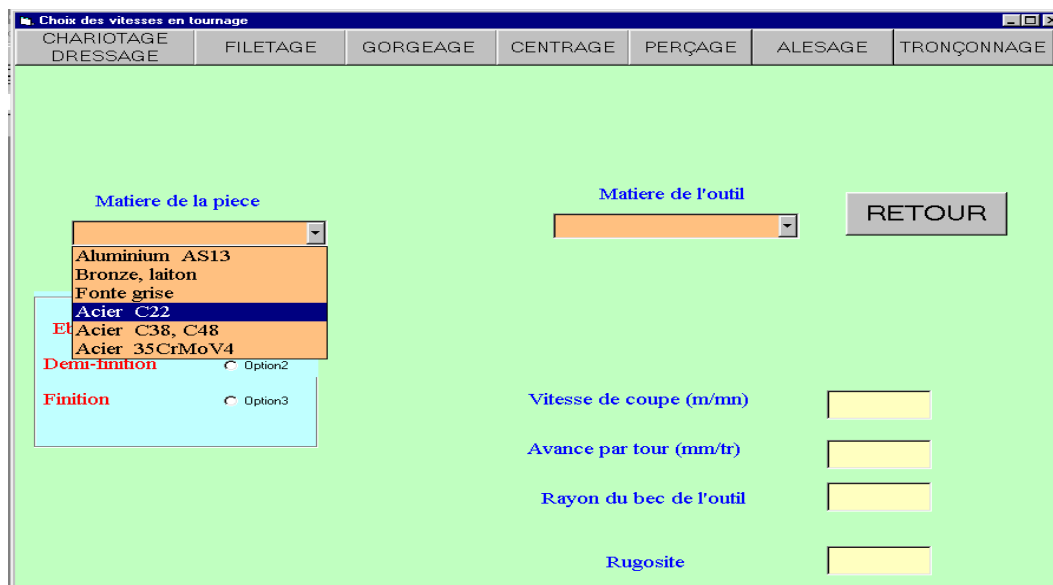 Choix des vitesses en tournage
CHARIOTAGE
DRESSAGE
FILETAGE
GORGEAGE
CENTRAGE
PERÇAGE
ALESAGE
TRONÇONNAGE
Matiere de la piece
Matiere de l'outil
RETOUR
Aluminium AS13
Bronze, laiton
Fonte grise
Acier C22
Acier C38, C48
Acier 35CrMoV4
Demi-finition Option2
Finition Option3
Vitesse de coupe (m/mn)
Avance par tour (mm/tr)
Rayon du bec de l'outil
Rugosite